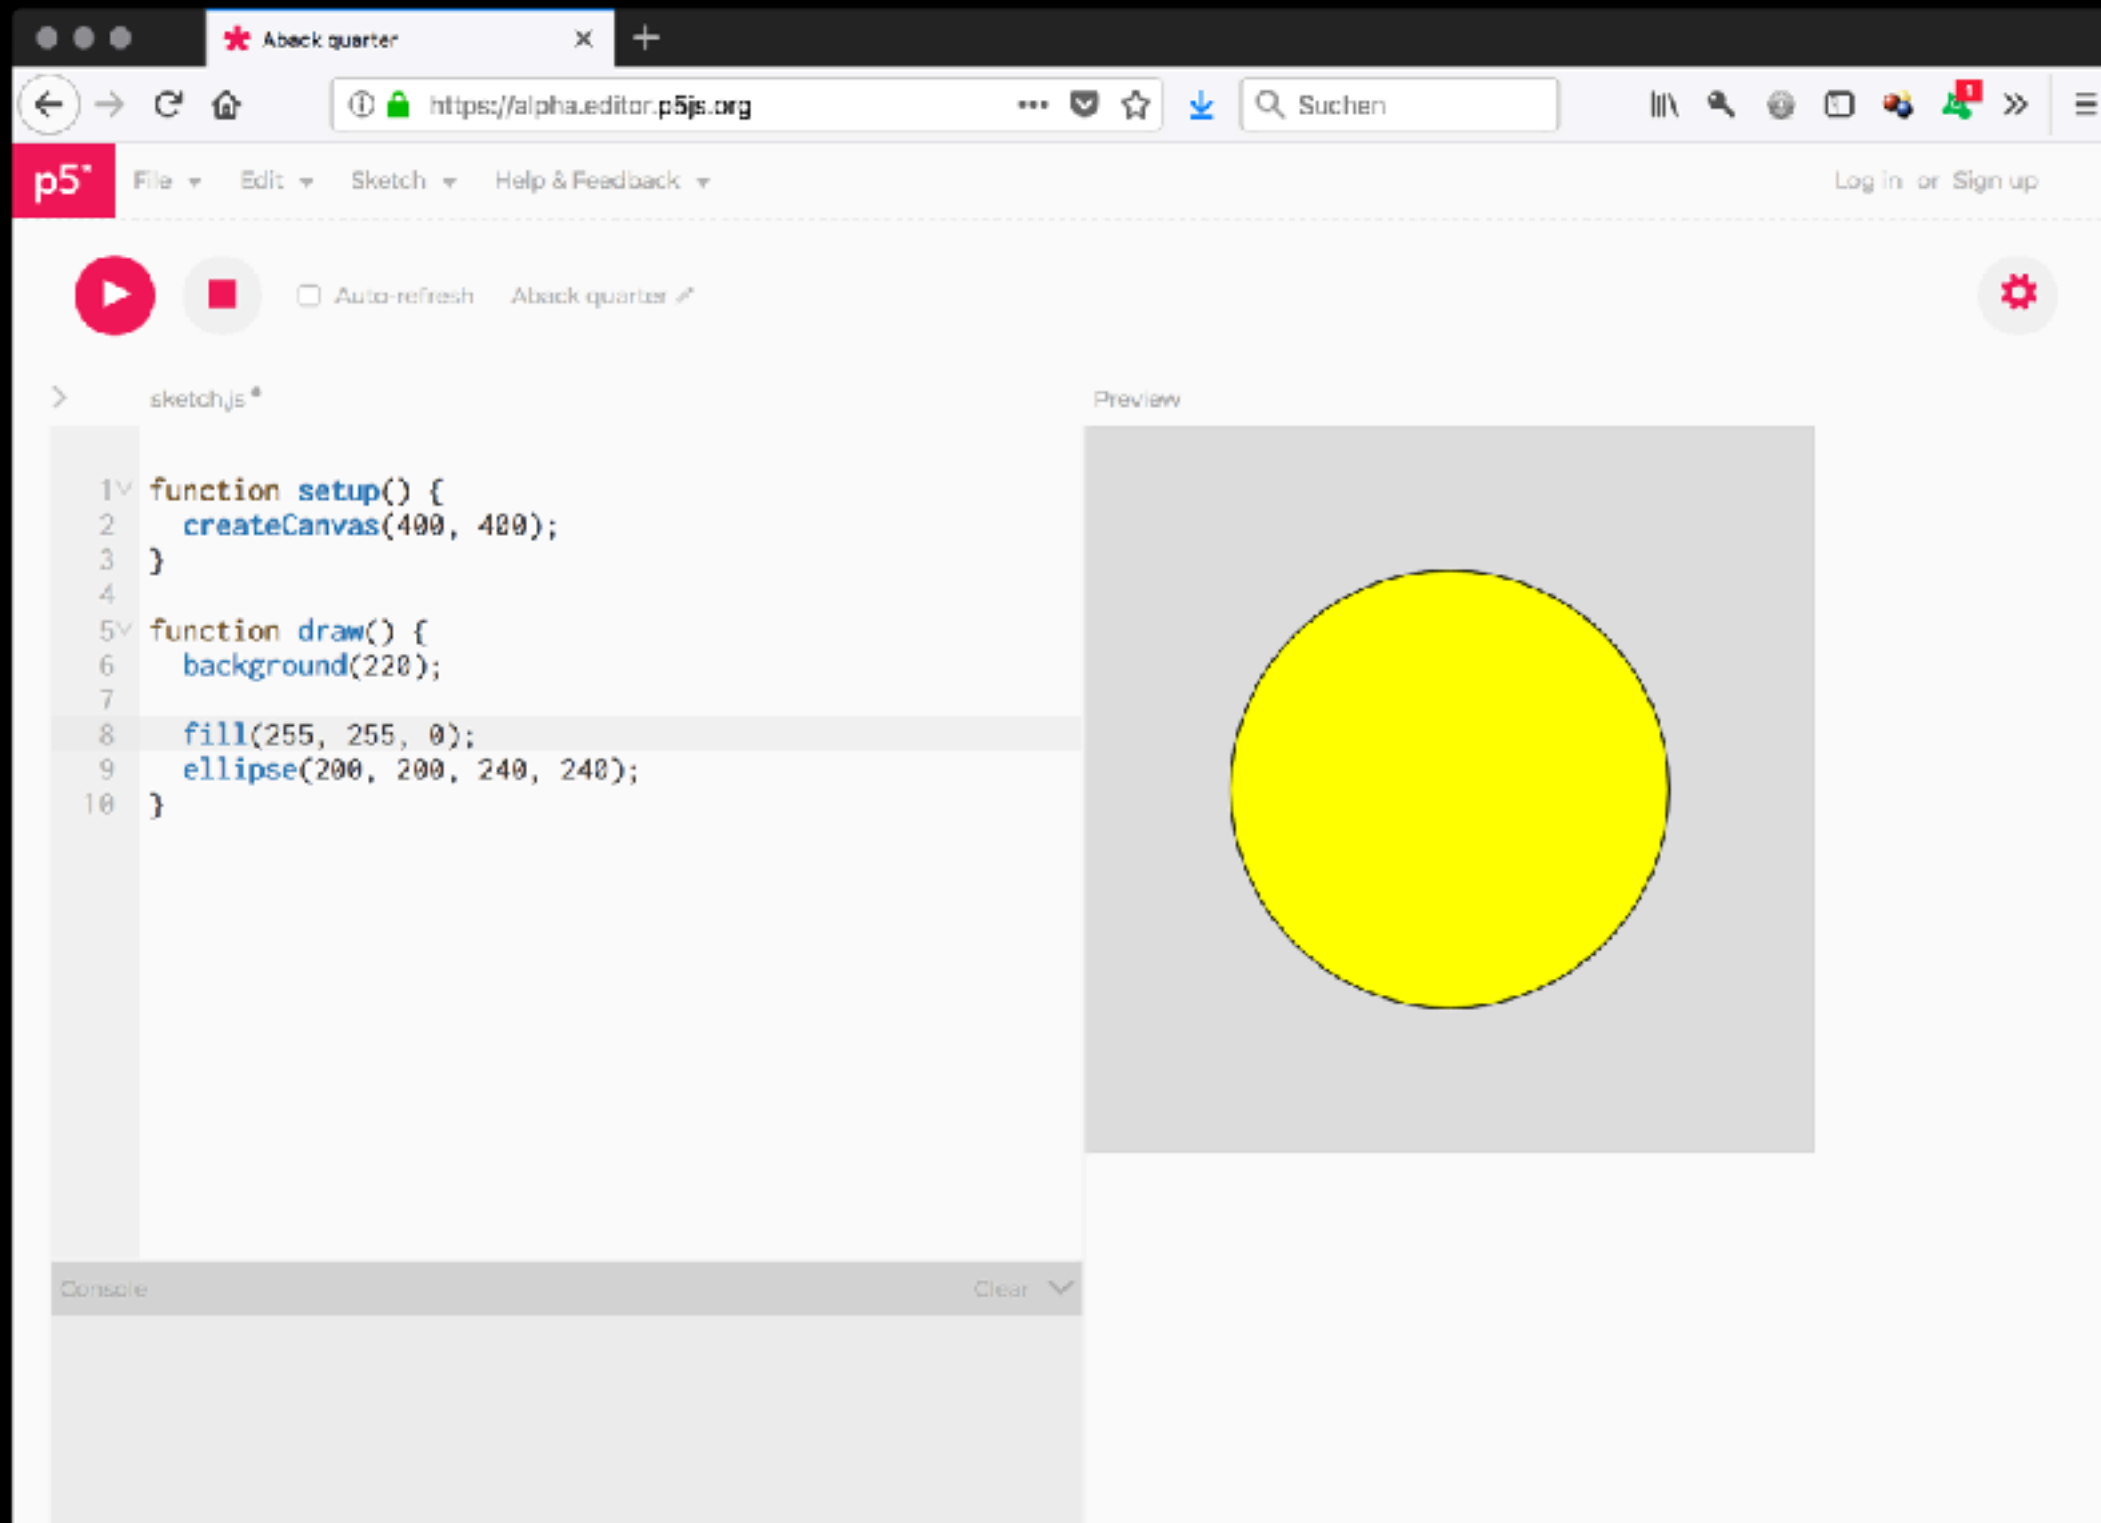 Aback quarter
https://alpha.editor.p5js.org
Suchen
1
p5*
File Edit Sketch Help & Feedback
Log in or Sign up
Auto-refresh Aback quarter
sketch.js
Preview
1 function setup() {
2 createCanvas(400, 400);
3 }
4
5 function draw() {
6 background(220);
7
8 fill(255, 255, 0);
9 ellipse(200, 200, 240, 240);
10 }
Console Clear